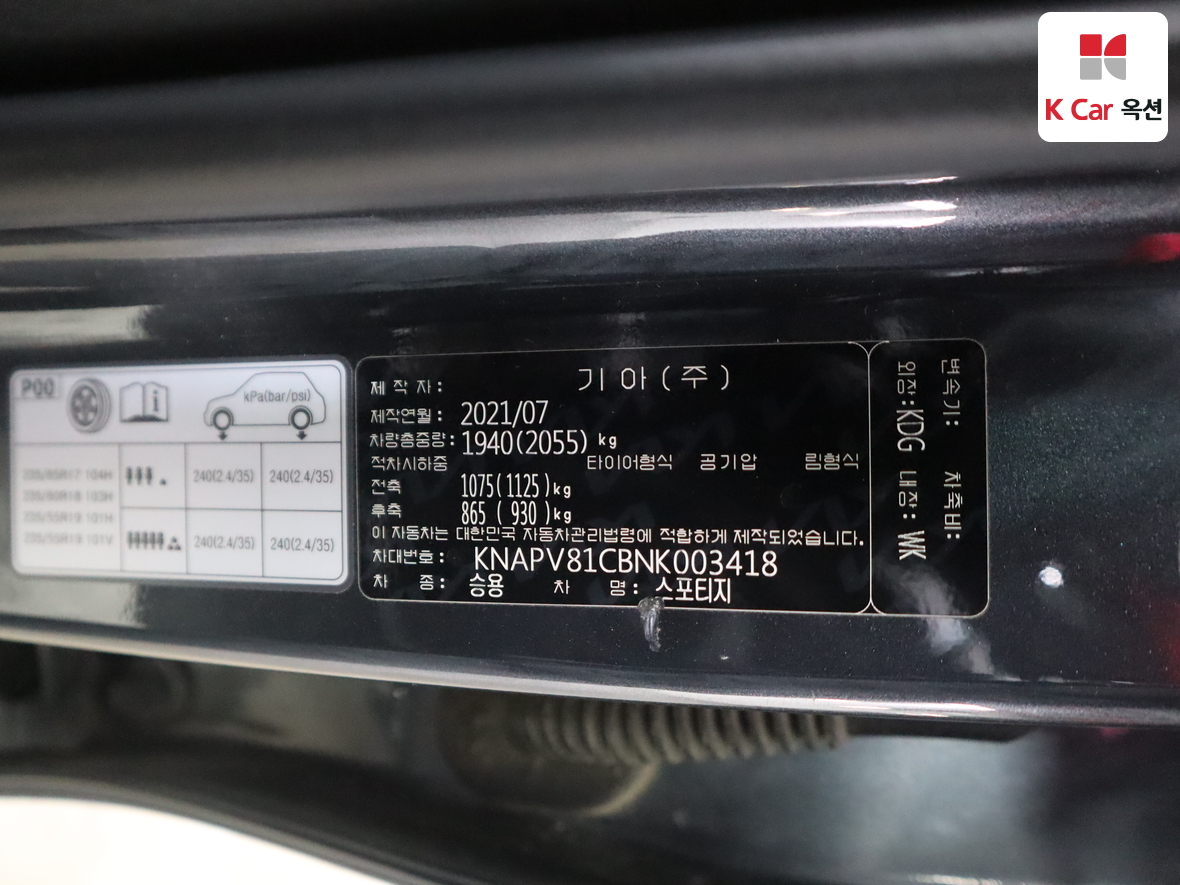 K Car 옥션
P00
kPa(bar/psi)
235/65R17 104H
235/60R18 103H
235/55R19 101H
235/55R19 101V
240(2.4/35) 240(2.4/35)
240(2.4/35) 240(2.4/35)
제 작 자: 기 아 (주)
제작연월: 2021/07
차량총중량: 1940(2055) kg
적차시하중 타이어형식 공기압 림형식
전축 1075(1125)kg
후축 865 ( 930)kg
이 자동차는 대한민국 자동차관리법령에 적합하게 제작되었습니다.
차대번호: KNAPV81CBNK003418
차 종: 승용 차 명: 스포티지
변속기: 차축비:
외장:KDG 내장: WK